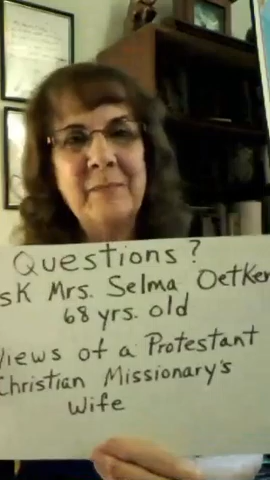 Questions?
sk Mrs. Selma Oetker
68 yrs. old
Views of a Protestant
Christian Missionary's
Wife